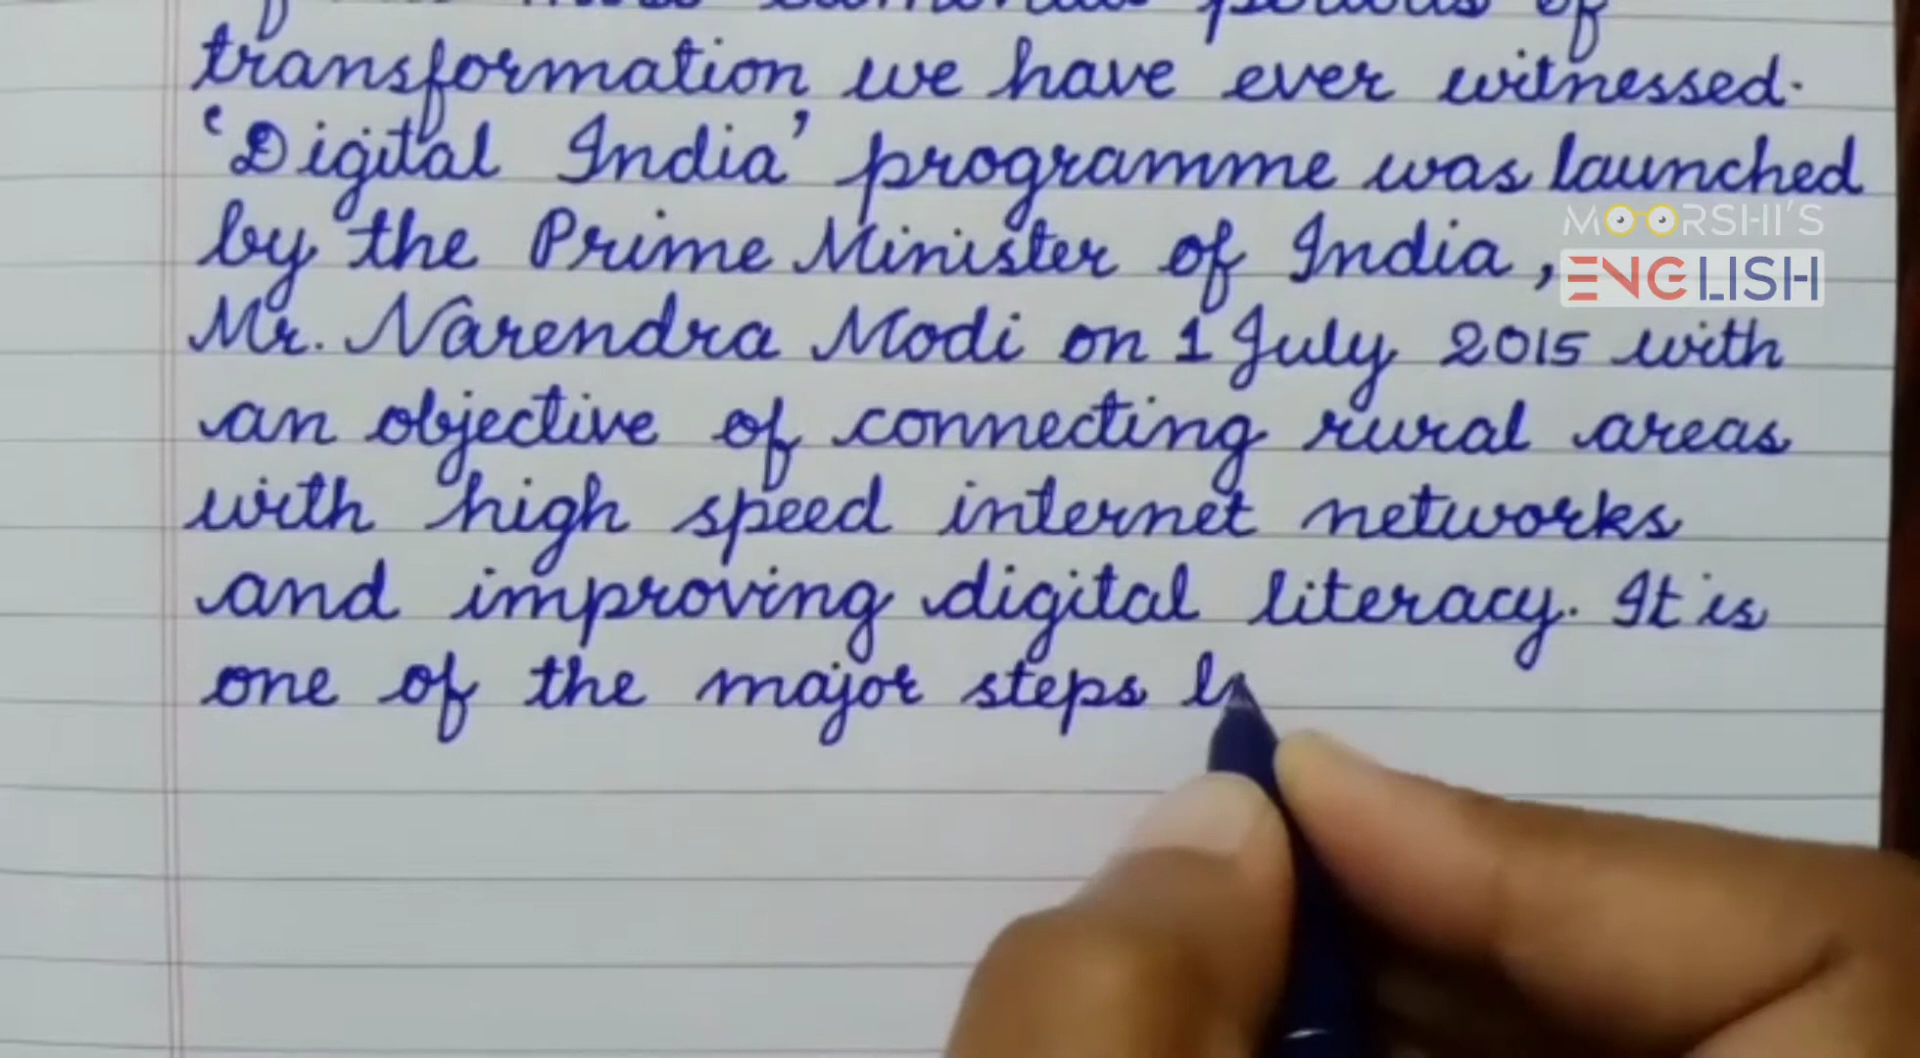 periods of
transformation we have ever witnessed.
‘Digital India’ programme was launched
by the Prime Minister of India,
MOORSHI'S
ENGLISH
Mr. Narendra Modi on 1 July 2015 with
an objective of connecting rural areas
with high speed internet networks
and improving digital literacy. It is
one of the major steps